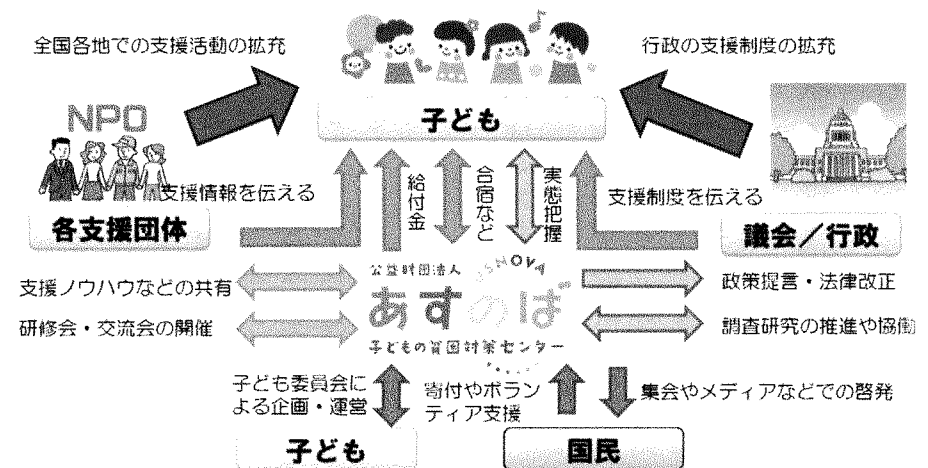 全国各地での支援活動の拡充
行政の支援制度の拡充
NPO
子ども
支援情報を伝える
給付金
合宿など
実態把握
支援制度を伝える
各支援団体
議会／行政
公益財団法人
USNOVA
あすのば
子どもの貧困対策センター
支援ノウハウなどの共有
研修会・交流会の開催
政策提言・法律改正
調査研究の推進や協働
子ども委員会に
よる企画・運営
寄付やボラン
ティア支援
集会やメディアなどでの啓発
子ども
国民